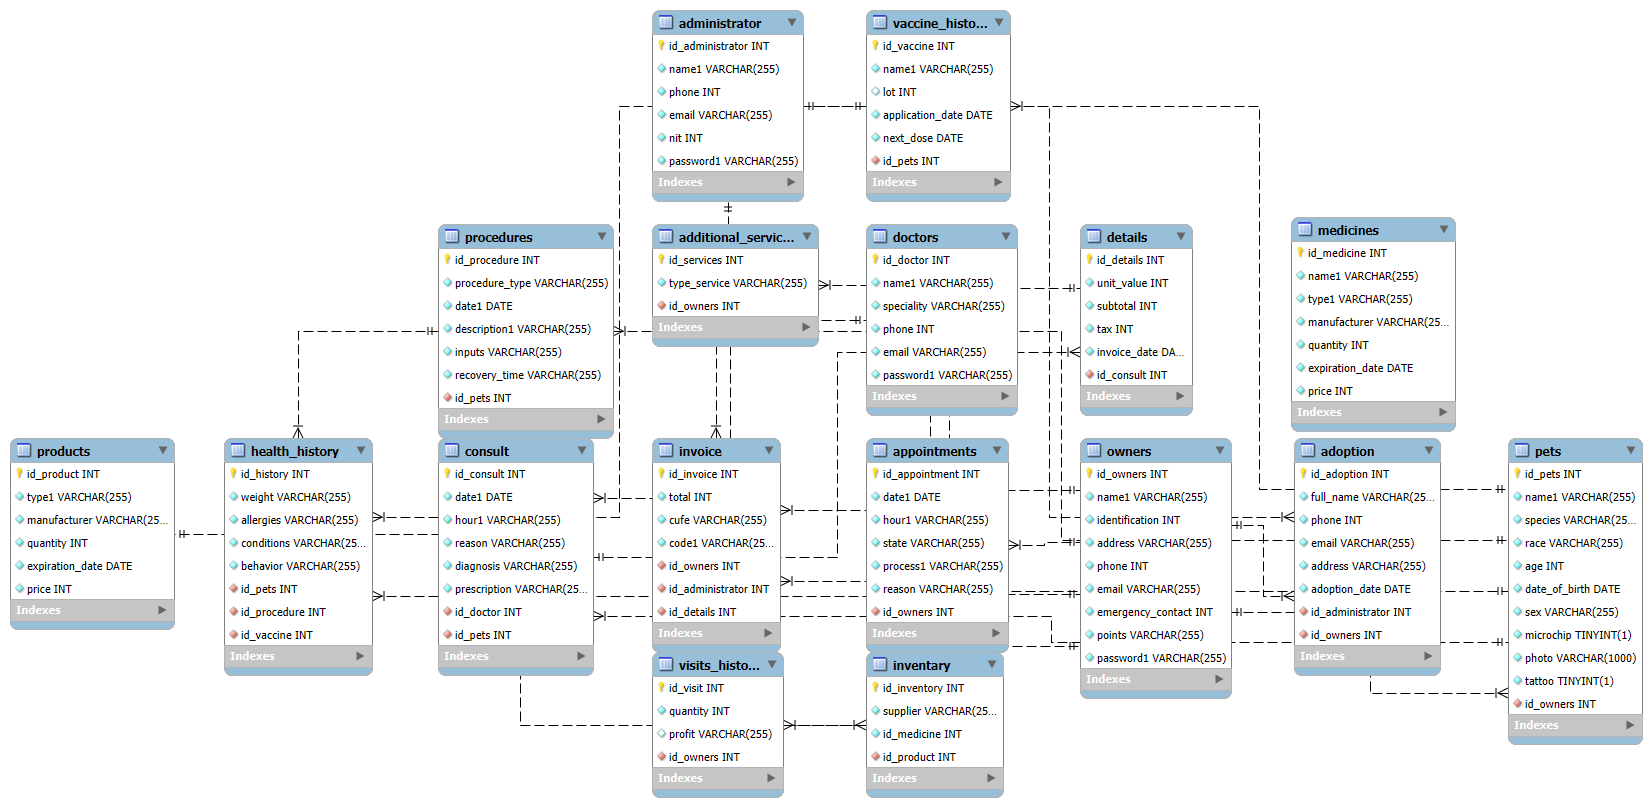 administrator
id_administrator INT
name1 VARCHAR(255)
phone INT
email VARCHAR(255)
nit INT
password1 VARCHAR(255)
Indexes
vaccine_histo...
id_vaccine INT
name1 VARCHAR(255)
lot INT
application_date DATE
next_dose DATE
id_pets INT
Indexes
procedures
id_procedure INT
procedure_type VARCHAR(255)
date1 DATE
description1 VARCHAR(255)
inputs VARCHAR(255)
recovery_time VARCHAR(255)
id_pets INT
Indexes
additional_servic...
id_services INT
type_service VARCHAR(255)
id_owners INT
Indexes
doctors
id_doctor INT
name1 VARCHAR(255)
speciality VARCHAR(255)
phone INT
email VARCHAR(255)
password1 VARCHAR(255)
Indexes
details
id_details INT
unit_value INT
subtotal INT
tax INT
invoice_date DA...
id_consult INT
Indexes
medicines
id_medicine INT
name1 VARCHAR(255)
type1 VARCHAR(255)
manufacturer VARCHAR(25...
quantity INT
expiration_date DATE
price INT
Indexes
products
id_product INT
type1 VARCHAR(255)
manufacturer VARCHAR(25...
quantity INT
expiration_date DATE
price INT
Indexes
health_history
id_history INT
weight VARCHAR(255)
allergies VARCHAR(255)
conditions VARCHAR(25...
behavior VARCHAR(255)
id_pets INT
id_procedure INT
id_vaccine INT
Indexes
consult
id_consult INT
date1 DATE
hour1 VARCHAR(255)
reason VARCHAR(255)
diagnosis VARCHAR(255)
prescription VARCHAR(25...
id_doctor INT
id_pets INT
Indexes
invoice
id_invoice INT
total INT
cufe VARCHAR(255)
code1 VARCHAR(25...
id_owners INT
id_administrator INT
id_details INT
Indexes
appointments
id_appointment INT
date1 DATE
hour1 VARCHAR(255)
state VARCHAR(255)
process1 VARCHAR(255)
reason VARCHAR(255)
id_owners INT
Indexes
owners
id_owners INT
name1 VARCHAR(255)
identification INT
address VARCHAR(255)
phone INT
email VARCHAR(255)
emergency_contact INT
points VARCHAR(255)
password1 VARCHAR(255)
Indexes
adoption
id_adoption INT
full_name VARCHAR(25...
phone INT
email VARCHAR(255)
address VARCHAR(255)
adoption_date DATE
id_administrator INT
id_owners INT
Indexes
pets
id_pets INT
name1 VARCHAR(255)
species VARCHAR(25...
race VARCHAR(255)
age INT
date_of_birth DATE
sex VARCHAR(255)
microchip TINYINT(1)
photo VARCHAR(1000)
tattoo TINYINT(1)
id_owners INT
Indexes
visits_histo...
id_visit INT
quantity INT
profit VARCHAR(255)
id_owners INT
Indexes
inventary
id_inventory INT
supplier VARCHAR(25...
id_medicine INT
id_product INT
Indexes